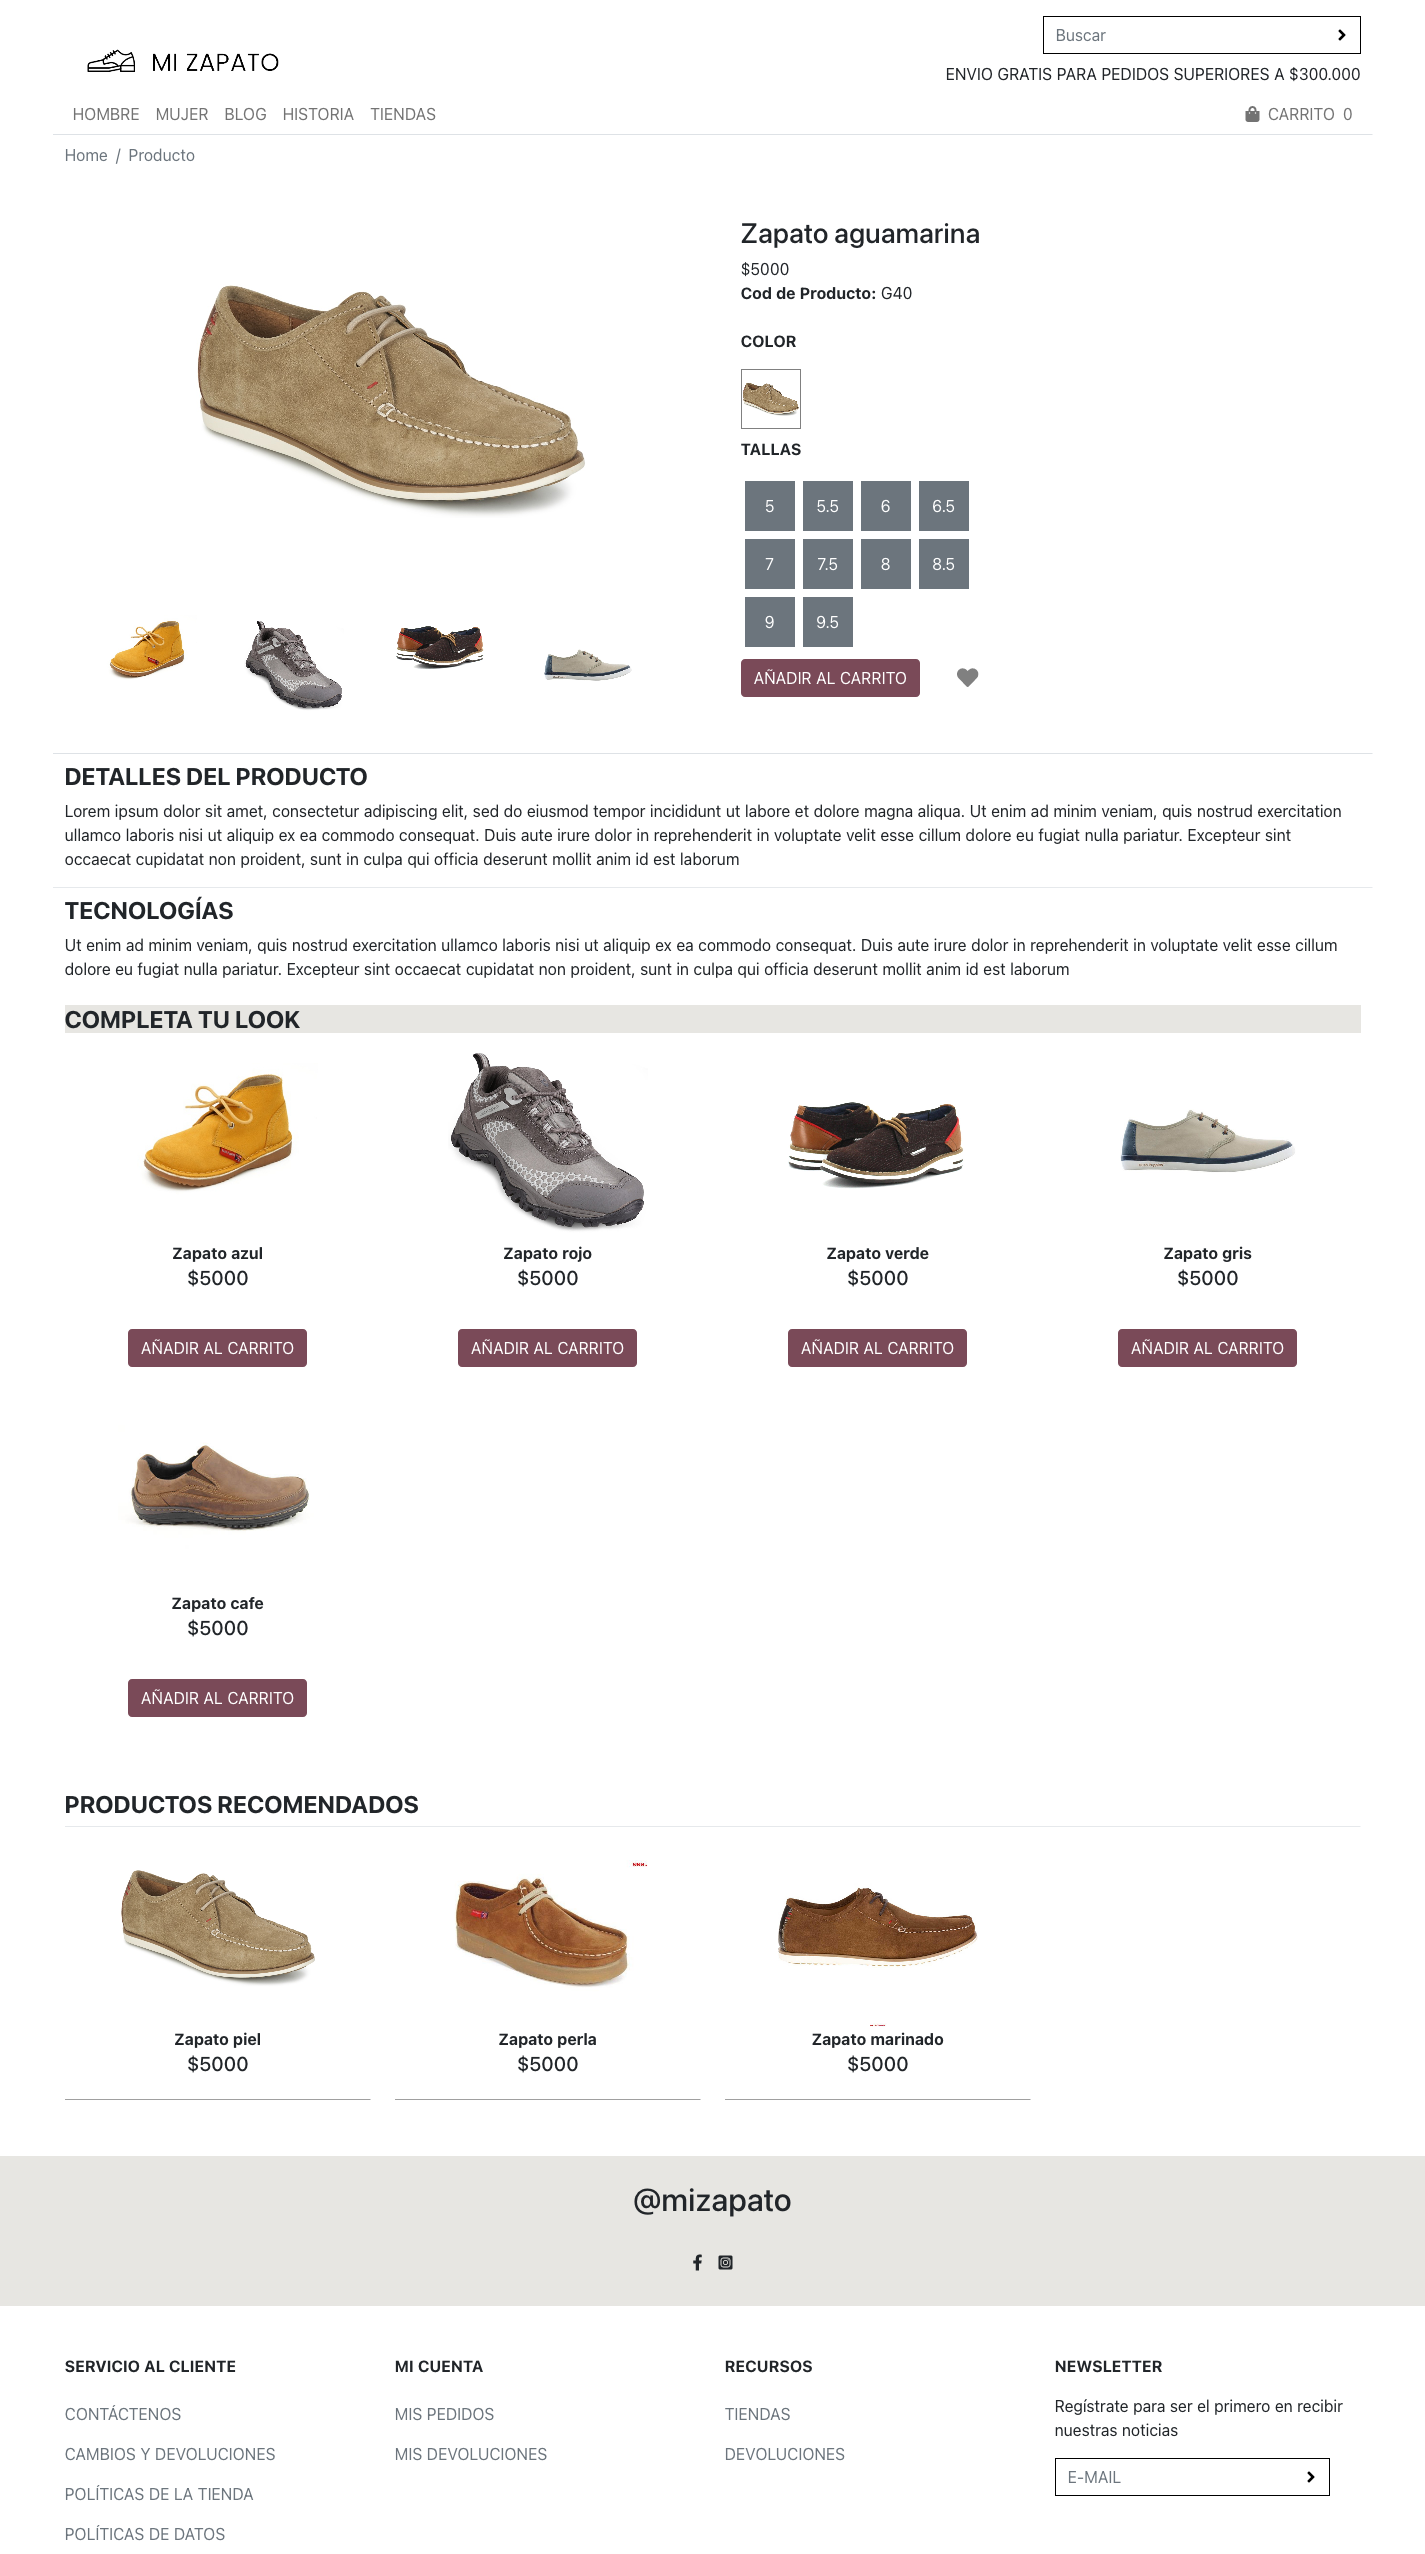 Buscar
MI ZAPATO
ENVIO GRATIS PARA PEDIDOS SUPERIORES A $300.000
HOMBRE MUJER BLOG HISTORIA TIENDAS CARRITO 0
Home / Producto
Zapato aguamarina
$5000
Cod de Producto: G40
COLOR
TALLAS
5 5.5 6 6.5
7 7.5 8 8.5
9 9.5
AÑADIR AL CARRITO
DETALLES DEL PRODUCTO
Lorem ipsum dolor sit amet, consectetur adipiscing elit, sed do eiusmod tempor incididunt ut labore et dolore magna aliqua. Ut enim ad minim veniam, quis nostrud exercitation
ullamco laboris nisi ut aliquip ex ea commodo consequat. Duis aute irure dolor in reprehenderit in voluptate velit esse cillum dolore eu fugiat nulla pariatur. Excepteur sint
occaecat cupidatat non proident, sunt in culpa qui officia deserunt mollit anim id est laborum
TECNOLOGÍAS
Ut enim ad minim veniam, quis nostrud exercitation ullamco laboris nisi ut aliquip ex ea commodo consequat. Duis aute irure dolor in reprehenderit in voluptate velit esse cillum
dolore eu fugiat nulla pariatur. Excepteur sint occaecat cupidatat non proident, sunt in culpa qui officia deserunt mollit anim id est laborum
COMPLETA TU LOOK
Zapato azul Zapato rojo Zapato verde Zapato gris
$5000 $5000 $5000 $5000
AÑADIR AL CARRITO AÑADIR AL CARRITO AÑADIR AL CARRITO AÑADIR AL CARRITO
Zapato cafe
$5000
AÑADIR AL CARRITO
PRODUCTOS RECOMENDADOS
Zapato piel Zapato perla Zapato marinado
$5000 $5000 $5000
@mizapato
SERVICIO AL CLIENTE
CONTÁCTENOS
CAMBIOS Y DEVOLUCIONES
POLÍTICAS DE LA TIENDA
POLÍTICAS DE DATOS
MI CUENTA
MIS PEDIDOS
MIS DEVOLUCIONES
RECURSOS
TIENDAS
DEVOLUCIONES
NEWSLETTER
Regístrate para ser el primero en recibir
nuestras noticias
E-MAIL